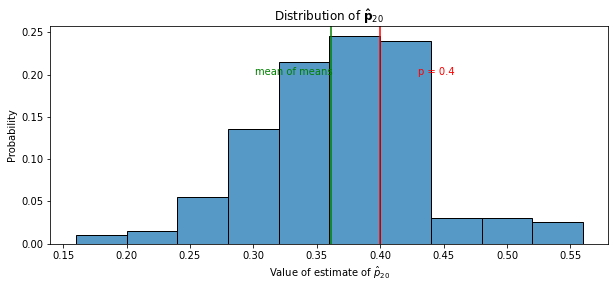 Distribution of p̂₂₀
0.25
0.20
0.15
0.10
0.05
0.00
Probability
mean of means
p = 0.4
0.15 0.20 0.25 0.30 0.35 0.40 0.45 0.50 0.55
Value of estimate of p̂₂₀